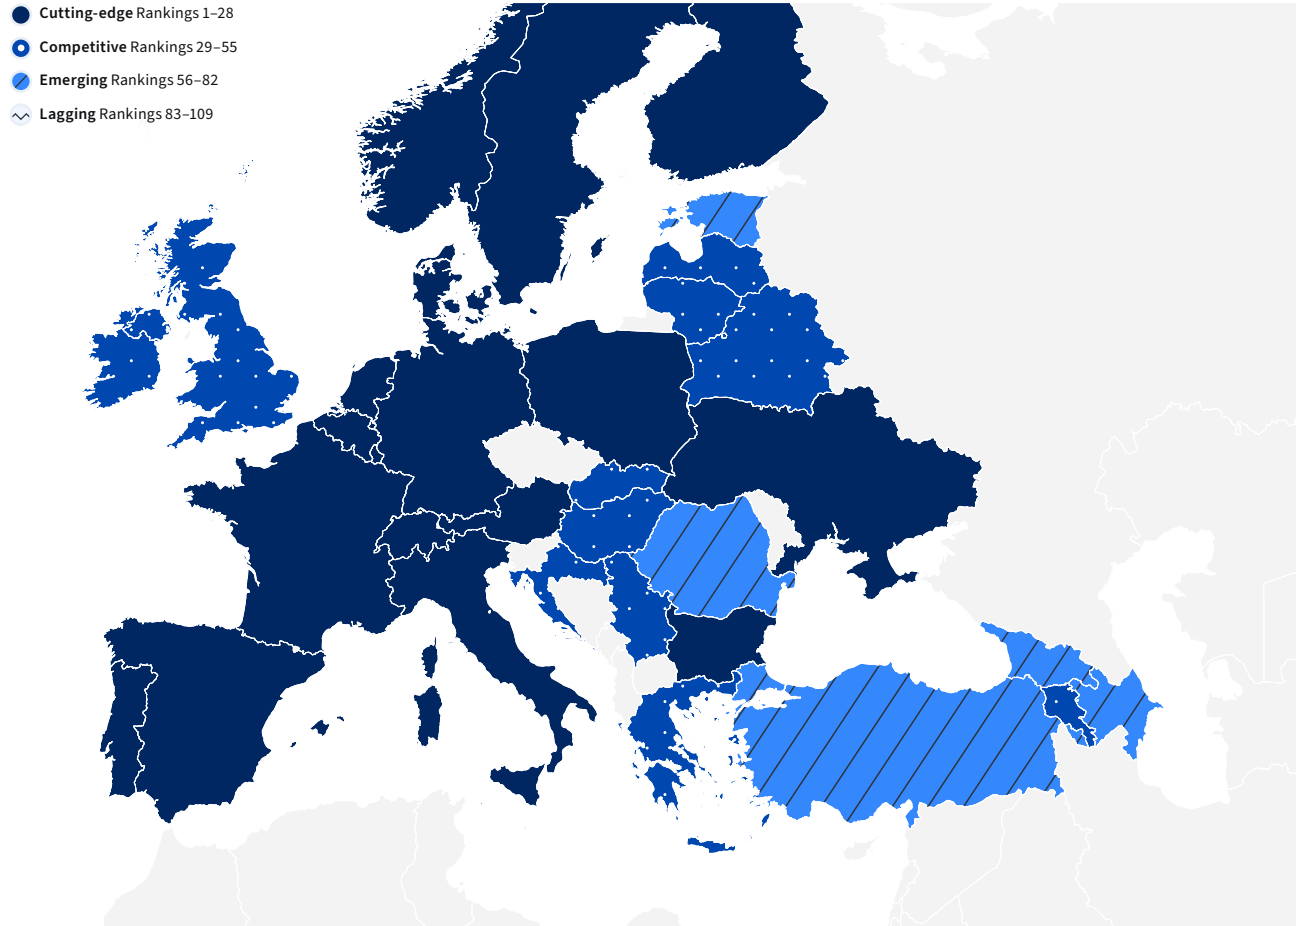 Cutting-edge Rankings 1–28
Competitive Rankings 29–55
Emerging Rankings 56–82
Lagging Rankings 83–109